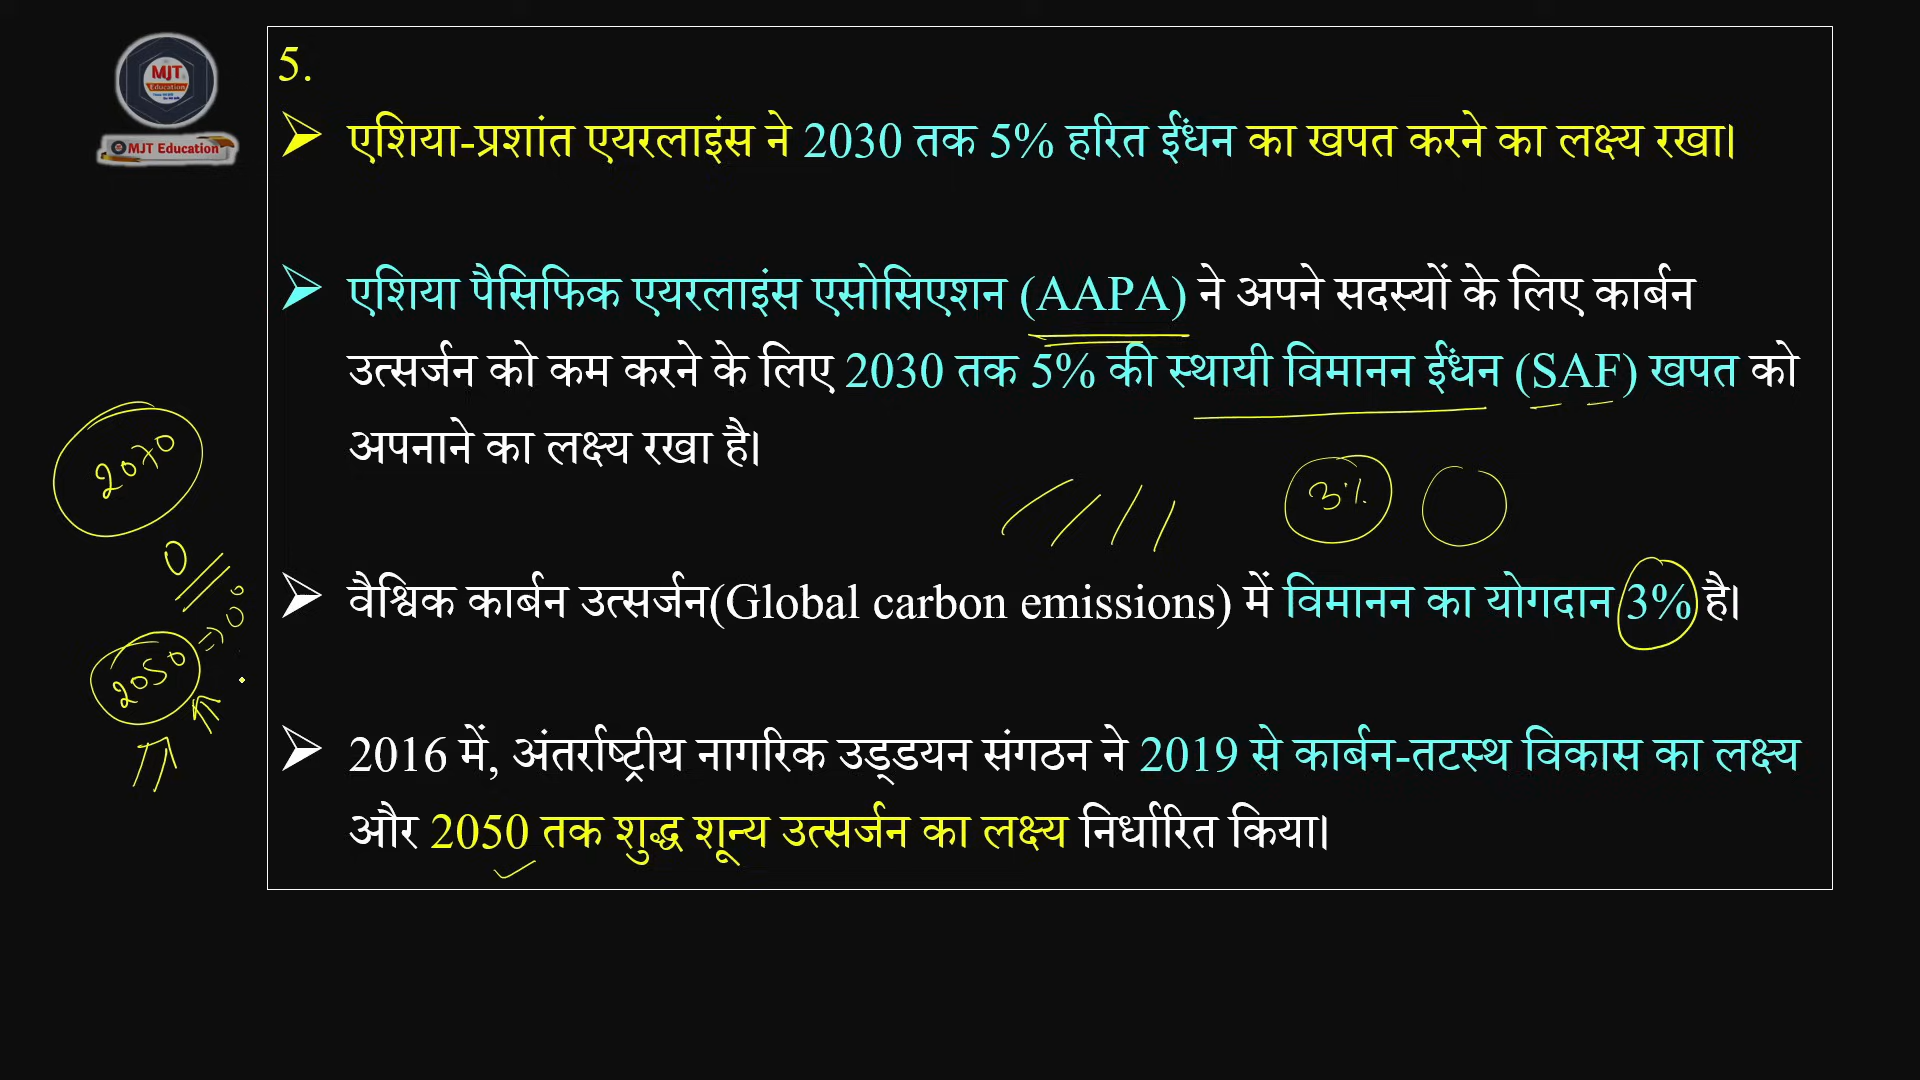 MJT
Education
MJT Education
5.
एशिया-प्रशांत एयरलाइंस ने 2030 तक 5% हरित ईंधन का खपत करने का लक्ष्य रखा।
एशिया पैसिफिक एयरलाइंस एसोसिएशन (AAPA) ने अपने सदस्यों के लिए कार्बन
उत्सर्जन को कम करने के लिए 2030 तक 5% की स्थायी विमानन ईंधन (SAF) खपत को
अपनाने का लक्ष्य रखा है।
2070
3%
0
वैश्विक कार्बन उत्सर्जन(Global carbon emissions) में विमानन का योगदान 3% है।
2050
2016 में, अंतर्राष्ट्रीय नागरिक उड्डयन संगठन ने 2019 से कार्बन-तटस्थ विकास का लक्ष्य
और 2050 तक शुद्ध शून्य उत्सर्जन का लक्ष्य निर्धारित किया।